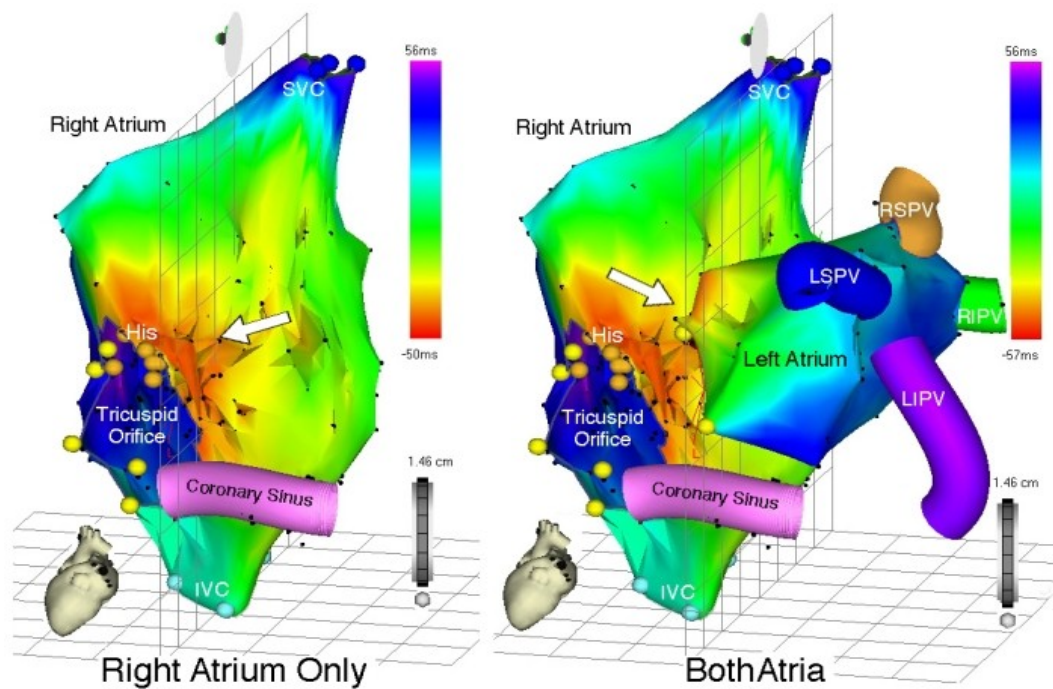 56ms
SVC
Right Atrium
-50ms
His
Tricuspid
Orifice
Coronary Sinus
1.46 cm
IVC
Right Atrium Only
56ms
SVC
Right Atrium
RSPV
LSPV
RIPV
-57ms
His
Left Atrium
LIPV
Tricuspid
Orifice
Coronary Sinus
1.46 cm
IVC
BothAtria